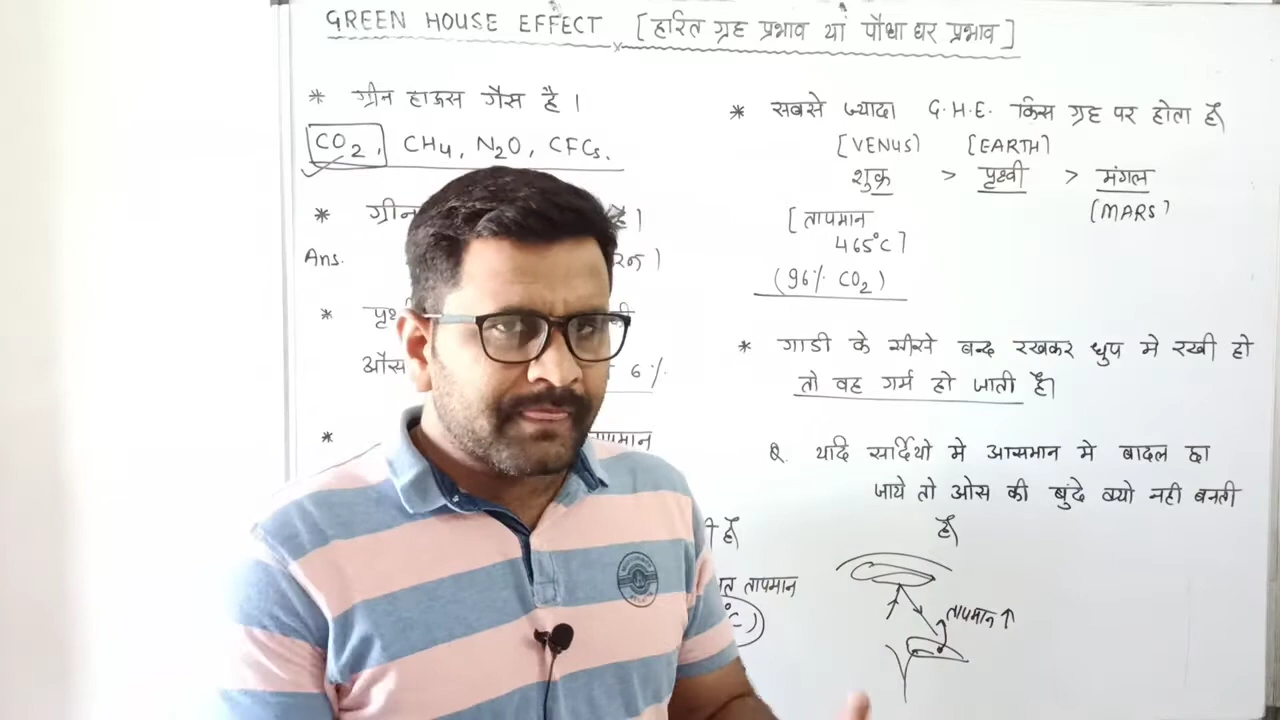 GREEN HOUSE EFFECT [हरित ग्रह प्रभाव यां पौधा घर प्रभाव]
* ग्रीन हाऊस गैस है।
CO2, CH4, N2O, CFCs.
* ग्रीन है।
Ans.
*
6%
*
तापमान
है
तापमान
°C)
* सबसे ज्यादा G.H.E. किस ग्रह पर होता है
[VENUS] [EARTH]
शुक्र > पृथ्वी > मंगल
[MARS]
[तापमान
465°C]
(96% CO2)
* गाडी के सीसे बन्द रखकर धुप मे रखी हो
तो वह गर्म हो जाती है।
Q. यदि सर्दियो मे आसमान मे बादल छा
जाये तो ओस की बुंदे क्यो नही बनती
है
तापमान ↑